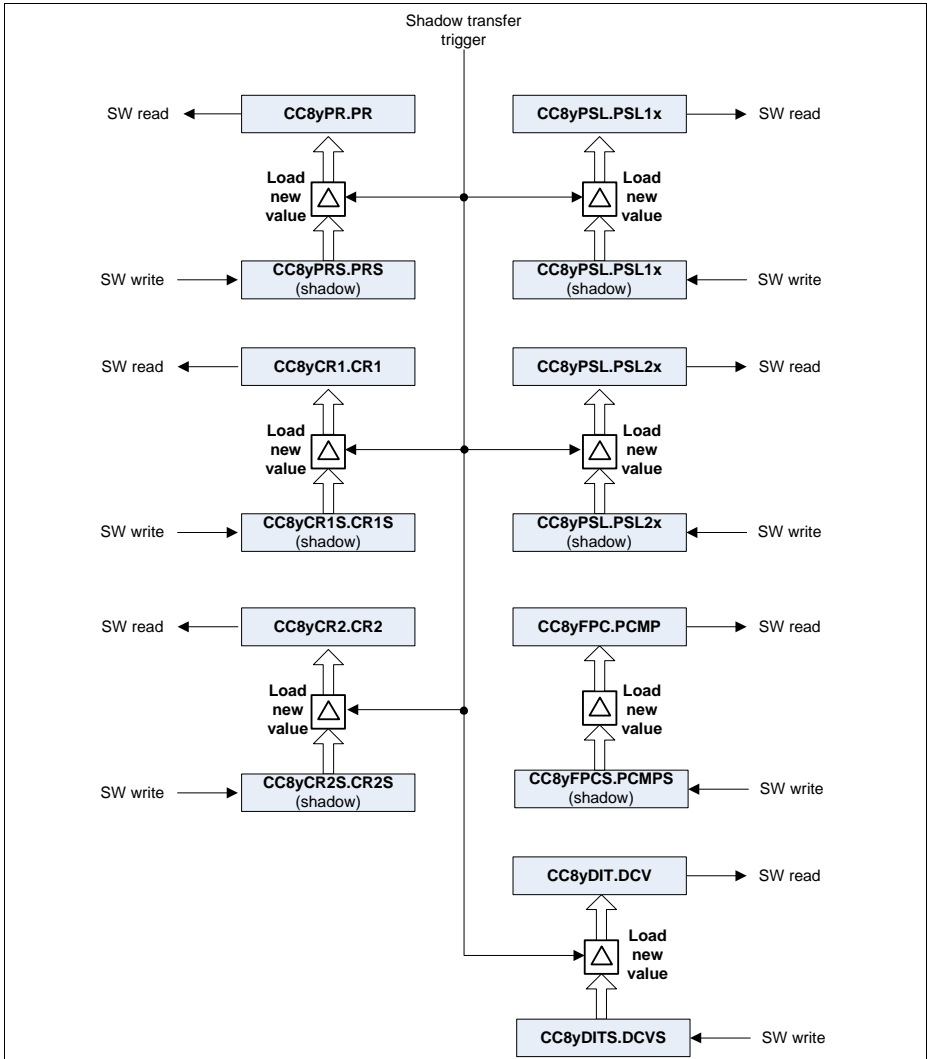 Shadow transfer
trigger
SW read
CC8yPR.PR
CC8yPSL.PSL1x
SW read
Load
new
value
Load
new
value
SW write
CC8yPRS.PRS
(shadow)
CC8yPSL.PSL1x
(shadow)
SW write
SW read
CC8yCR1.CR1
CC8yPSL.PSL2x
SW read
Load
new
value
Load
new
value
SW write
CC8yCR1S.CR1S
(shadow)
CC8yPSL.PSL2x
(shadow)
SW write
SW read
CC8yCR2.CR2
CC8yFPC.PCMP
SW read
Load
new
value
Load
new
value
SW write
CC8yCR2S.CR2S
(shadow)
CC8yFPCS.PCMPS
(shadow)
SW write
CC8yDIT.DCV
SW read
Load
new
value
CC8yDITS.DCVS
SW write